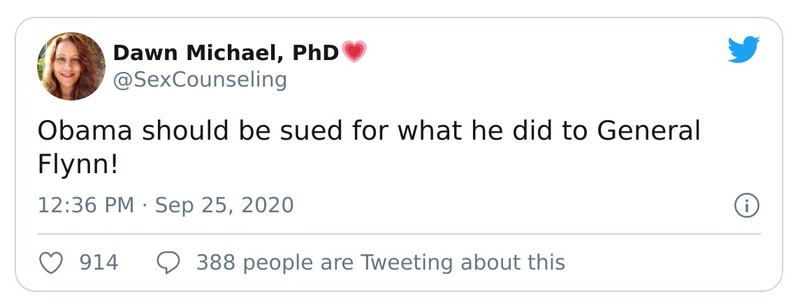 Dawn Michael, PhD💗
@SexCounseling
Obama should be sued for what he did to General
Flynn!
12:36 PM · Sep 25, 2020
914 388 people are Tweeting about this